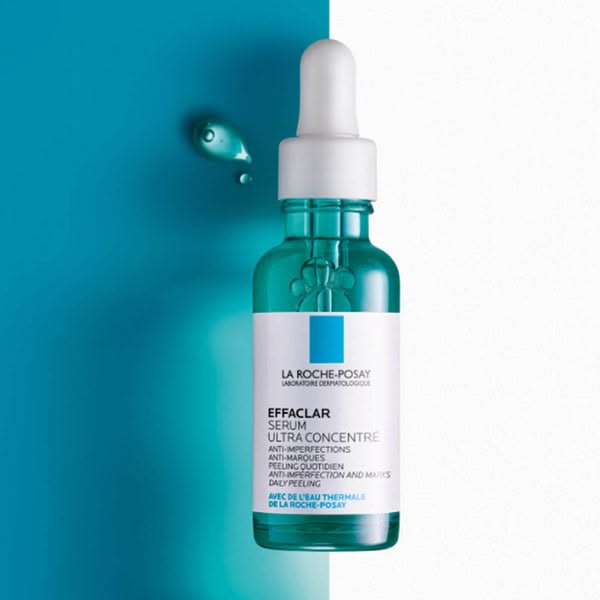 LA ROCHE-POSAY
LABORATOIRE DERMATOLOGIQUE
EFFACLAR
SERUM
ULTRA CONCENTRÉ
ANTI-IMPERFECTIONS
ANTI-MARQUES
PEELING QUOTIDIEN
ANTI-IMPERFECTION AND MARKS
DAILY PEELING
AVEC DE L'EAU THERMALE
DE LA ROCHE-POSAY